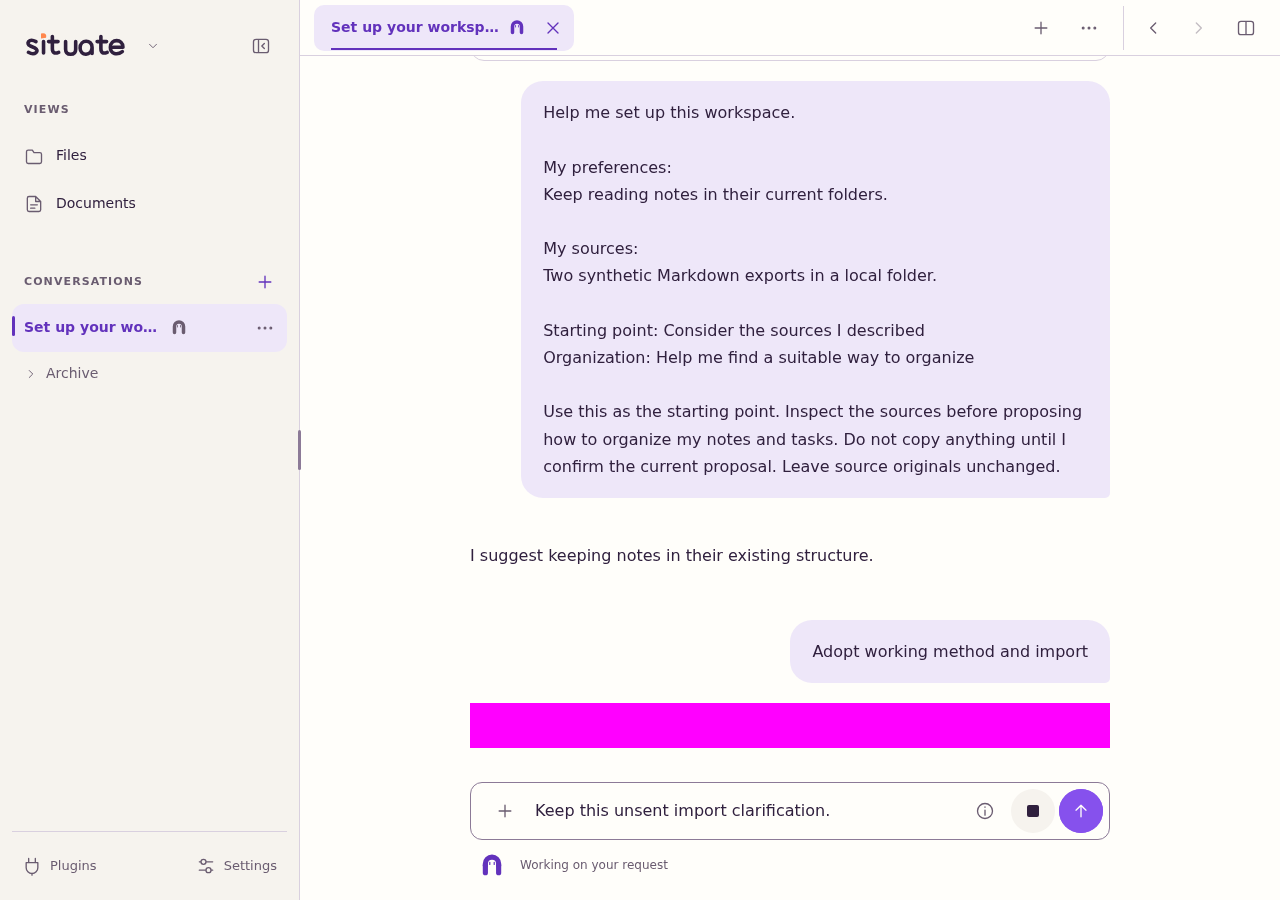 situate
VIEWS
Files
Documents
CONVERSATIONS
Set up your wo…
Archive
Plugins
Settings
Set up your worksp…
Help me set up this workspace.
My preferences:
Keep reading notes in their current folders.
My sources:
Two synthetic Markdown exports in a local folder.
Starting point: Consider the sources I described
Organization: Help me find a suitable way to organize
Use this as the starting point. Inspect the sources before proposing
how to organize my notes and tasks. Do not copy anything until I
confirm the current proposal. Leave source originals unchanged.
I suggest keeping notes in their existing structure.
Adopt working method and import
Keep this unsent import clarification.
Working on your request